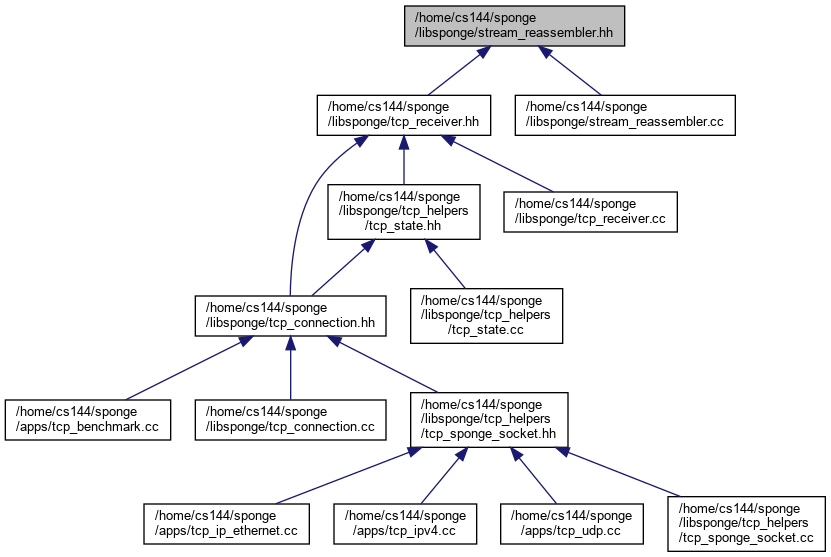 /home/cs144/sponge
/libsponge/stream_reassembler.hh
/home/cs144/sponge
/libsponge/tcp_receiver.hh
/home/cs144/sponge
/libsponge/stream_reassembler.cc
/home/cs144/sponge
/libsponge/tcp_helpers
/tcp_state.hh
/home/cs144/sponge
/libsponge/tcp_receiver.cc
/home/cs144/sponge
/libsponge/tcp_connection.hh
/home/cs144/sponge
/libsponge/tcp_helpers
/tcp_state.cc
/home/cs144/sponge
/apps/tcp_benchmark.cc
/home/cs144/sponge
/libsponge/tcp_connection.cc
/home/cs144/sponge
/libsponge/tcp_helpers
/tcp_sponge_socket.hh
/home/cs144/sponge
/apps/tcp_ip_ethernet.cc
/home/cs144/sponge
/apps/tcp_ipv4.cc
/home/cs144/sponge
/apps/tcp_udp.cc
/home/cs144/sponge
/libsponge/tcp_helpers
/tcp_sponge_socket.cc